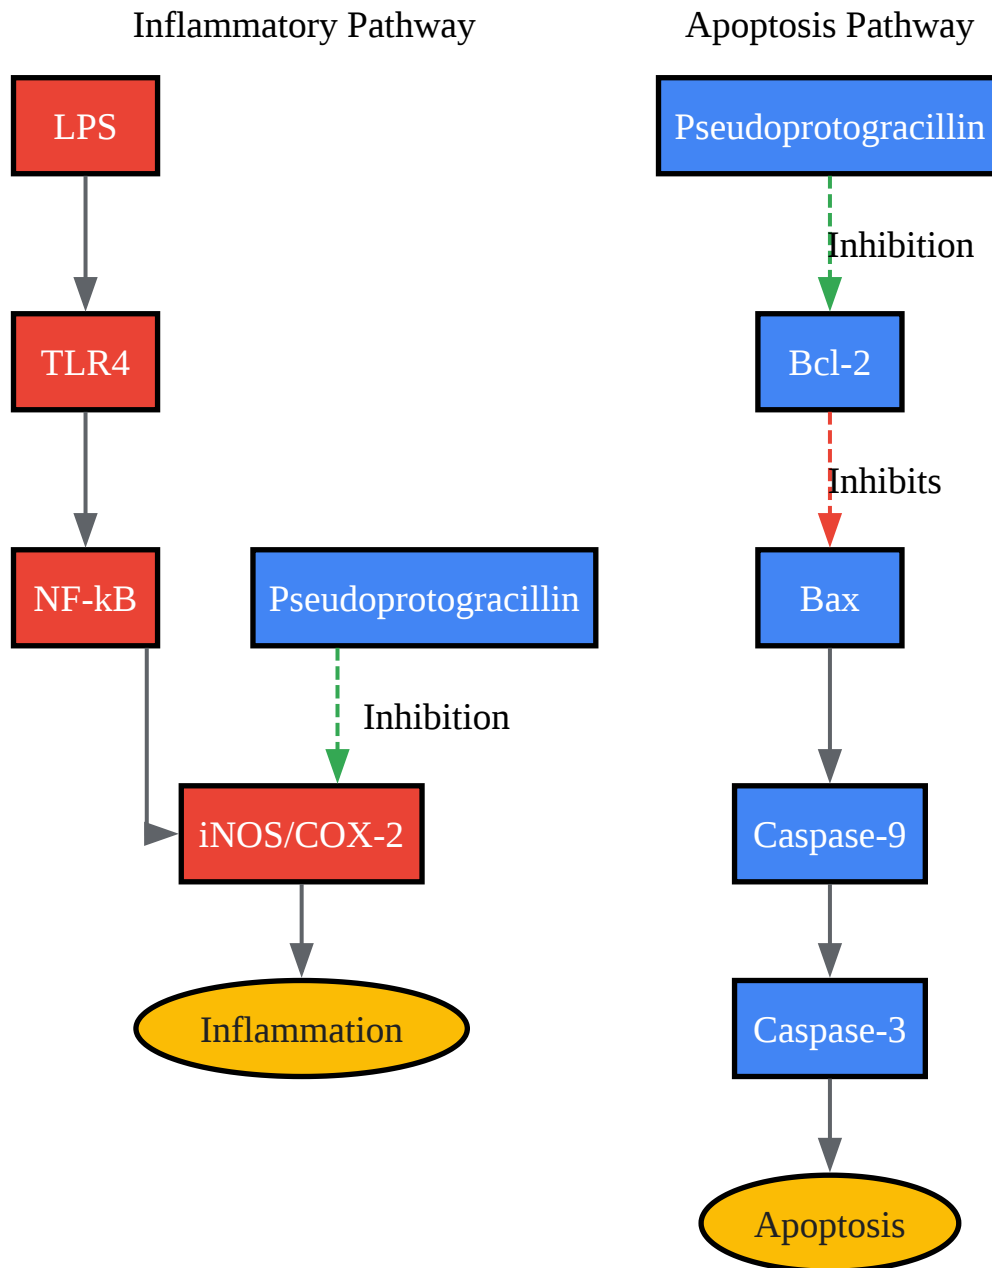 Inflammatory Pathway
LPS
TLR4
NF-kB
Pseudoprotogracillin
Inhibition
iNOS/COX-2
Inflammation
Apoptosis Pathway
Pseudoprotogracillin
Inhibition
Bcl-2
Inhibits
Bax
Caspase-9
Caspase-3
Apoptosis